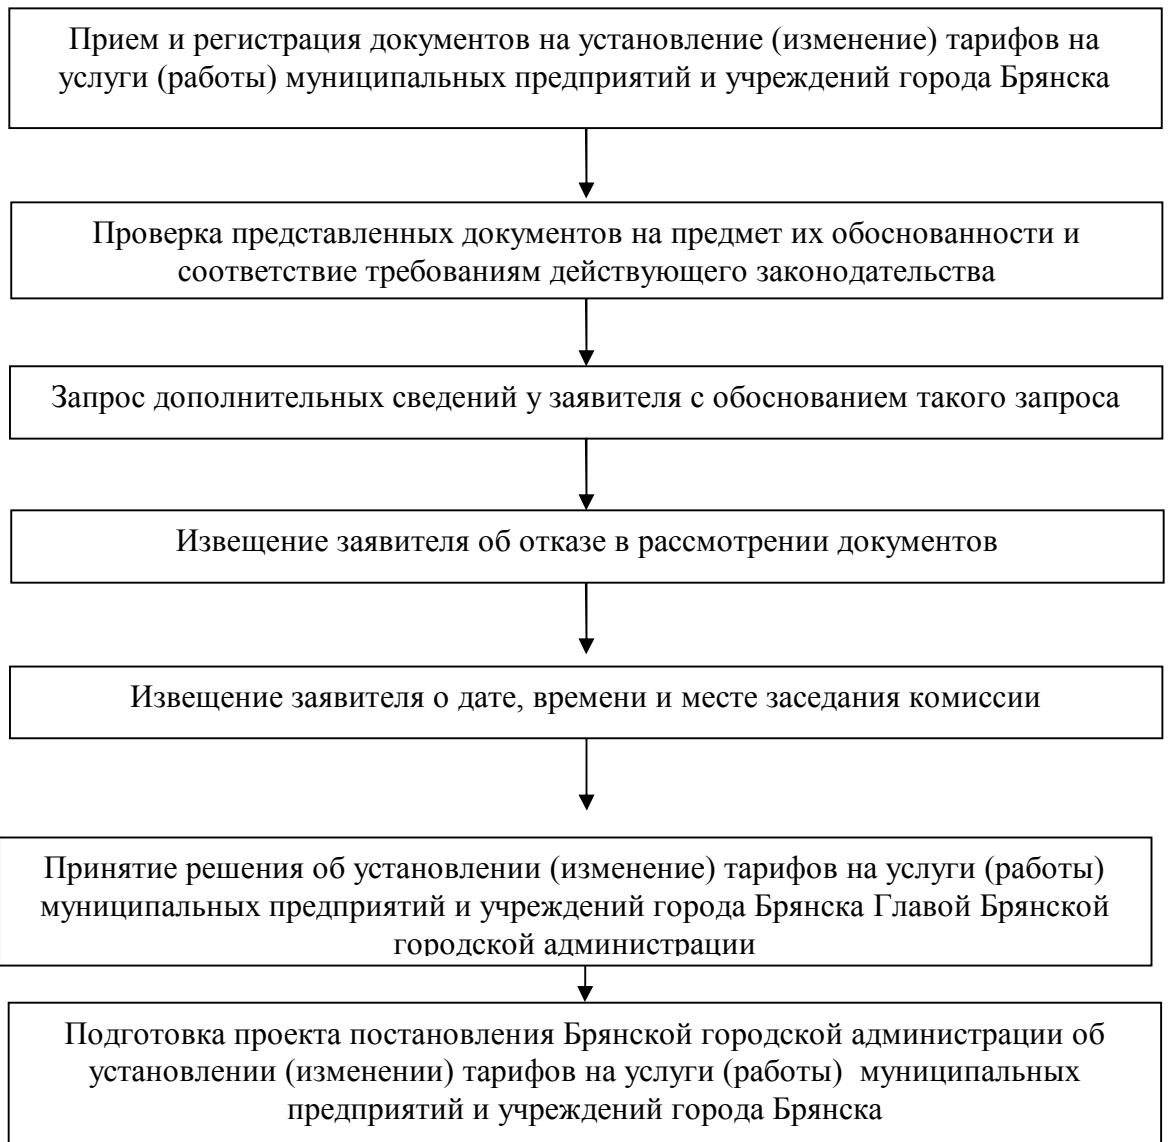 Прием и регистрация документов на установление (изменение) тарифов на
услуги (работы) муниципальных предприятий и учреждений города Брянска
Проверка представленных документов на предмет их обоснованности и
соответствие требованиям действующего законодательства
Запрос дополнительных сведений у заявителя с обоснованием такого запроса
Извещение заявителя об отказе в рассмотрении документов
Извещение заявителя о дате, времени и месте заседания комиссии
Принятие решения об установлении (изменение) тарифов на услуги (работы)
муниципальных предприятий и учреждений города Брянска Главой Брянской
городской администрации
Подготовка проекта постановления Брянской городской администрации об
установлении (изменении) тарифов на услуги (работы) муниципальных
предприятий и учреждений города Брянска